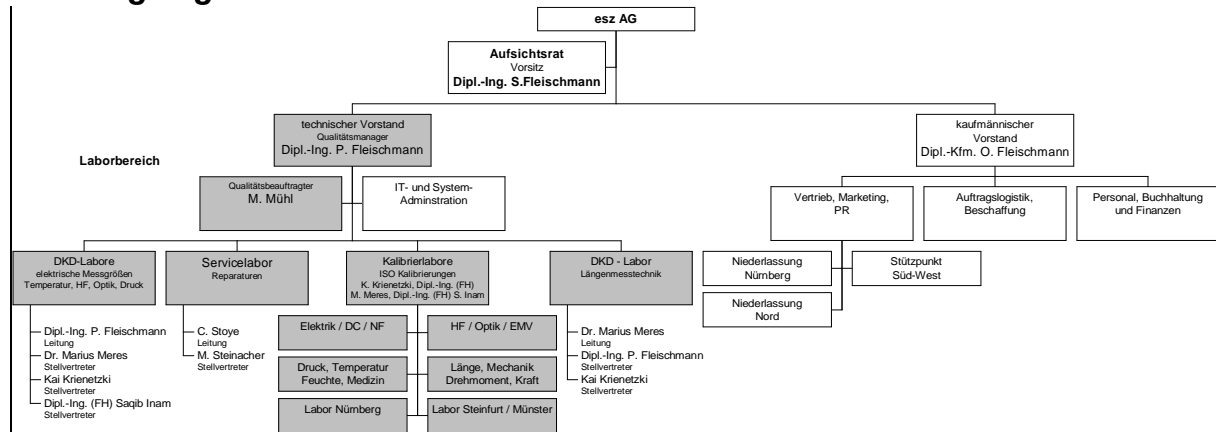 esz AG
Aufsichtsrat
Vorsitz
Dipl.-Ing. S.Fleischmann
technischer Vorstand
Qualitätsmanager
Dipl.-Ing. P. Fleischmann
kaufmännischer
Vorstand
Dipl.-Kfm. O. Fleischmann
Laborbereich
Qualitätsbeauftragter
M. Mühl
IT- und System-
Adminstration
Vertrieb, Marketing,
PR
Auftragslogistik,
Beschaffung
Personal, Buchhaltung
und Finanzen
DKD-Labore
elektrische Messgrößen
Temperatur, HF, Optik, Druck
Servicelabor
Reparaturen
Kalibrierlabore
ISO Kalibrierungen
K. Krienetzki, Dipl.-Ing. (FH)
M. Meres, Dipl.-Ing. (FH) S. Inam
DKD - Labor
Längenmesstechnik
Niederlassung
Nürnberg
Stützpunkt
Süd-West
Niederlassung
Nord
Dipl.-Ing. P. Fleischmann
Leitung
Dr. Marius Meres
Stellvertreter
Kai Krienetzki
Stellvertreter
Dipl.-Ing. (FH) Saqib Inam
Stellvertreter
C. Stoye
Leitung
M. Steinacher
Stellvertreter
Elektrik / DC / NF
HF / Optik / EMV
Druck, Temperatur
Feuchte, Medizin
Länge, Mechanik
Drehmoment, Kraft
Labor Nürnberg
Labor Steinfurt / Münster
Dr. Marius Meres
Leitung
Dipl.-Ing. P. Fleischmann
Stellvertreter
Kai Krienetzki
Stellvertreter